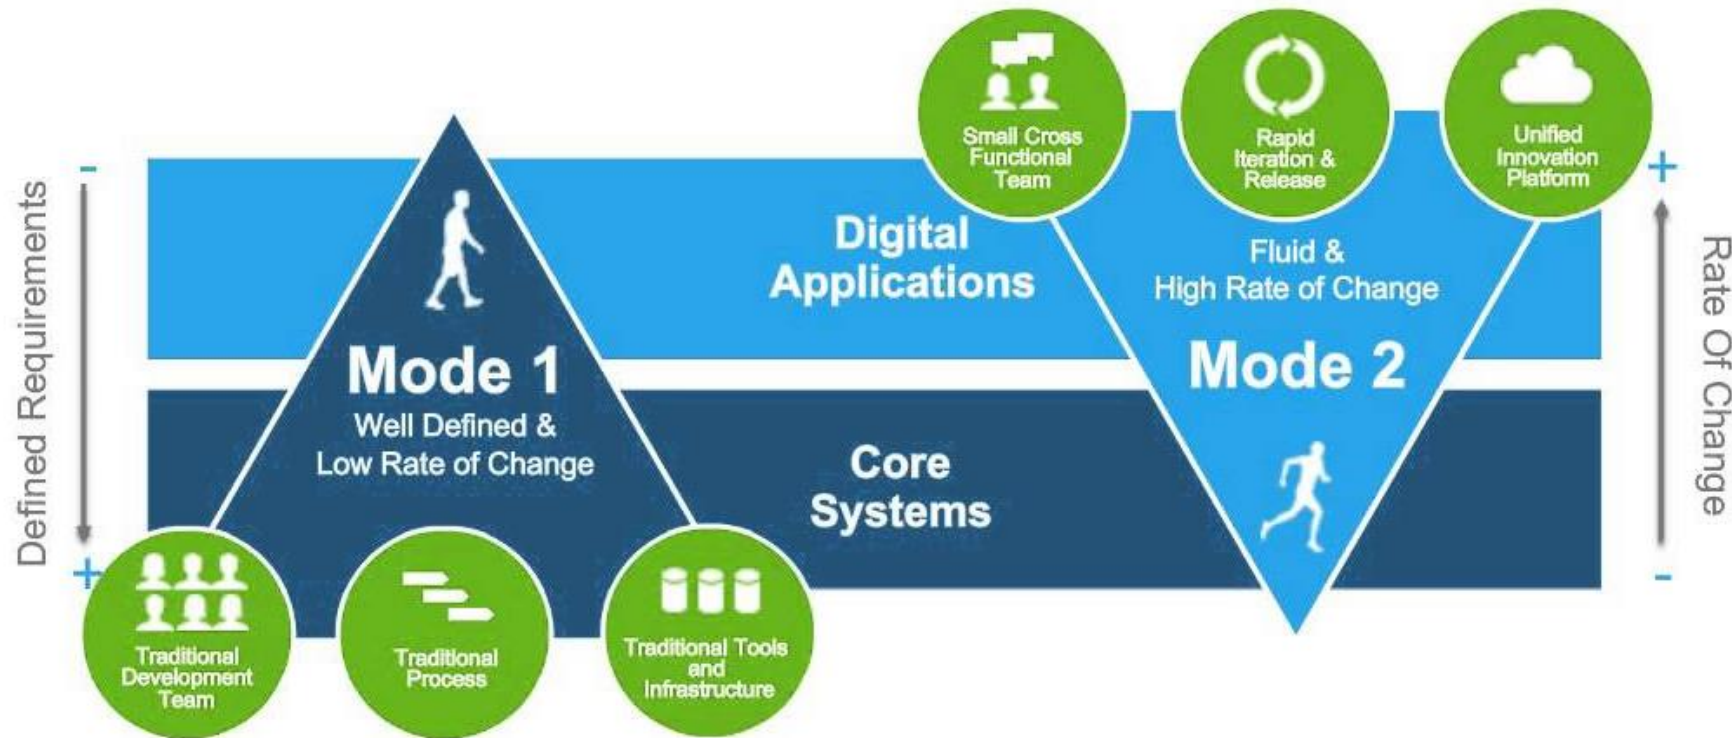 Small Cross
Functional
Team
Rapid
Iteration &
Release
Unified
Innovation
Platform
-
+
Defined Requirements
Digital
Applications
Fluid &
High Rate of Change
Mode 1
Well Defined &
Low Rate of Change
Mode 2
Rate Of Change
Core
Systems
+
-
Traditional
Development
Team
Traditional
Process
Traditional Tools
and
Infrastructure